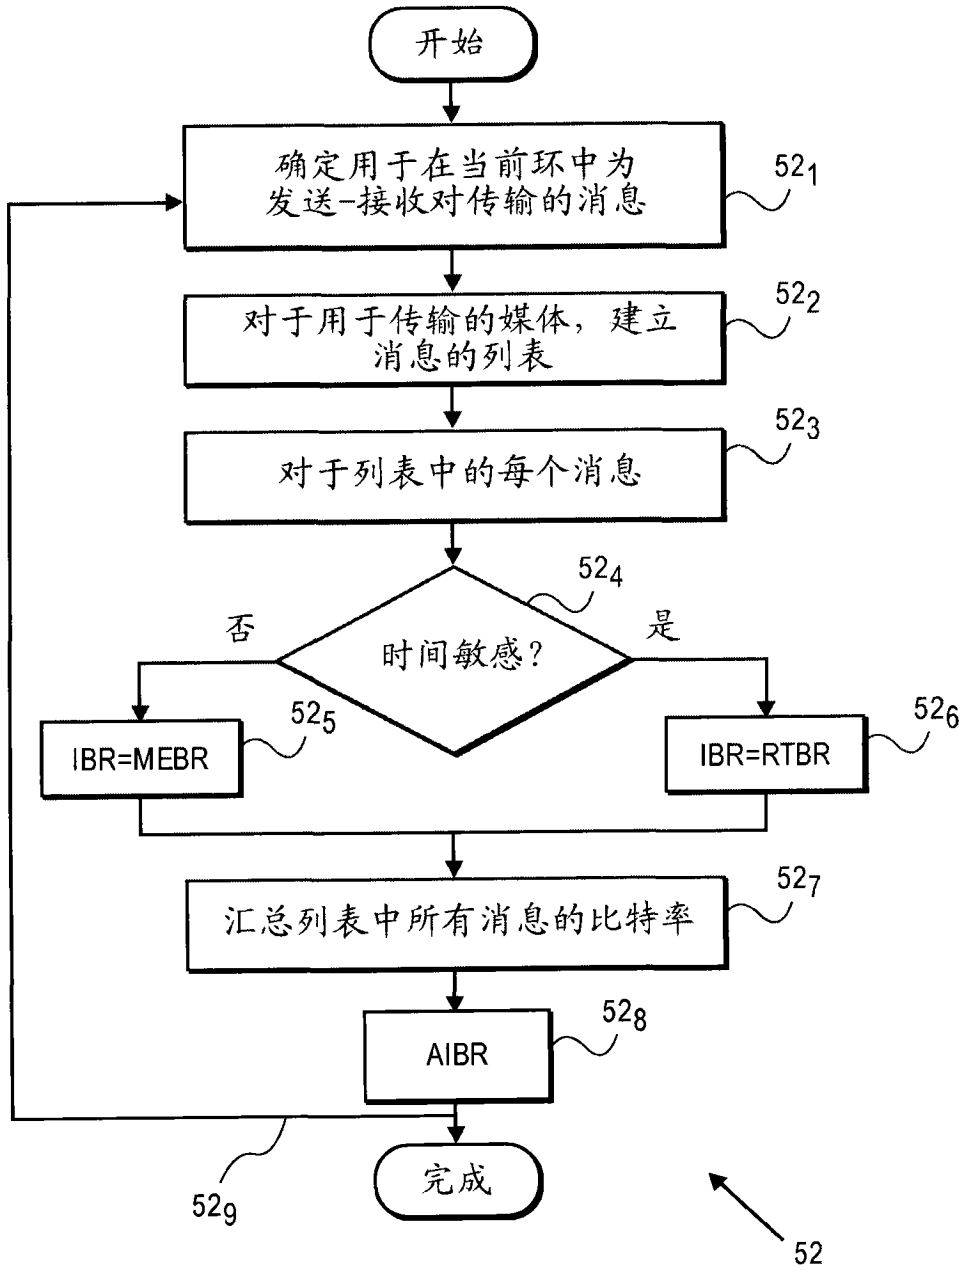 开始
确定用于在当前环中为
发送-接收对传输的消息
52₁
对于用于传输的媒体，建立
消息的列表
52₂
对于列表中的每个消息
52₃
时间敏感？
52₄
否
是
IBR=MEBR
52₅
IBR=RTBR
52₆
汇总列表中所有消息的比特率
52₇
AIBR
52₈
52₉
完成
52